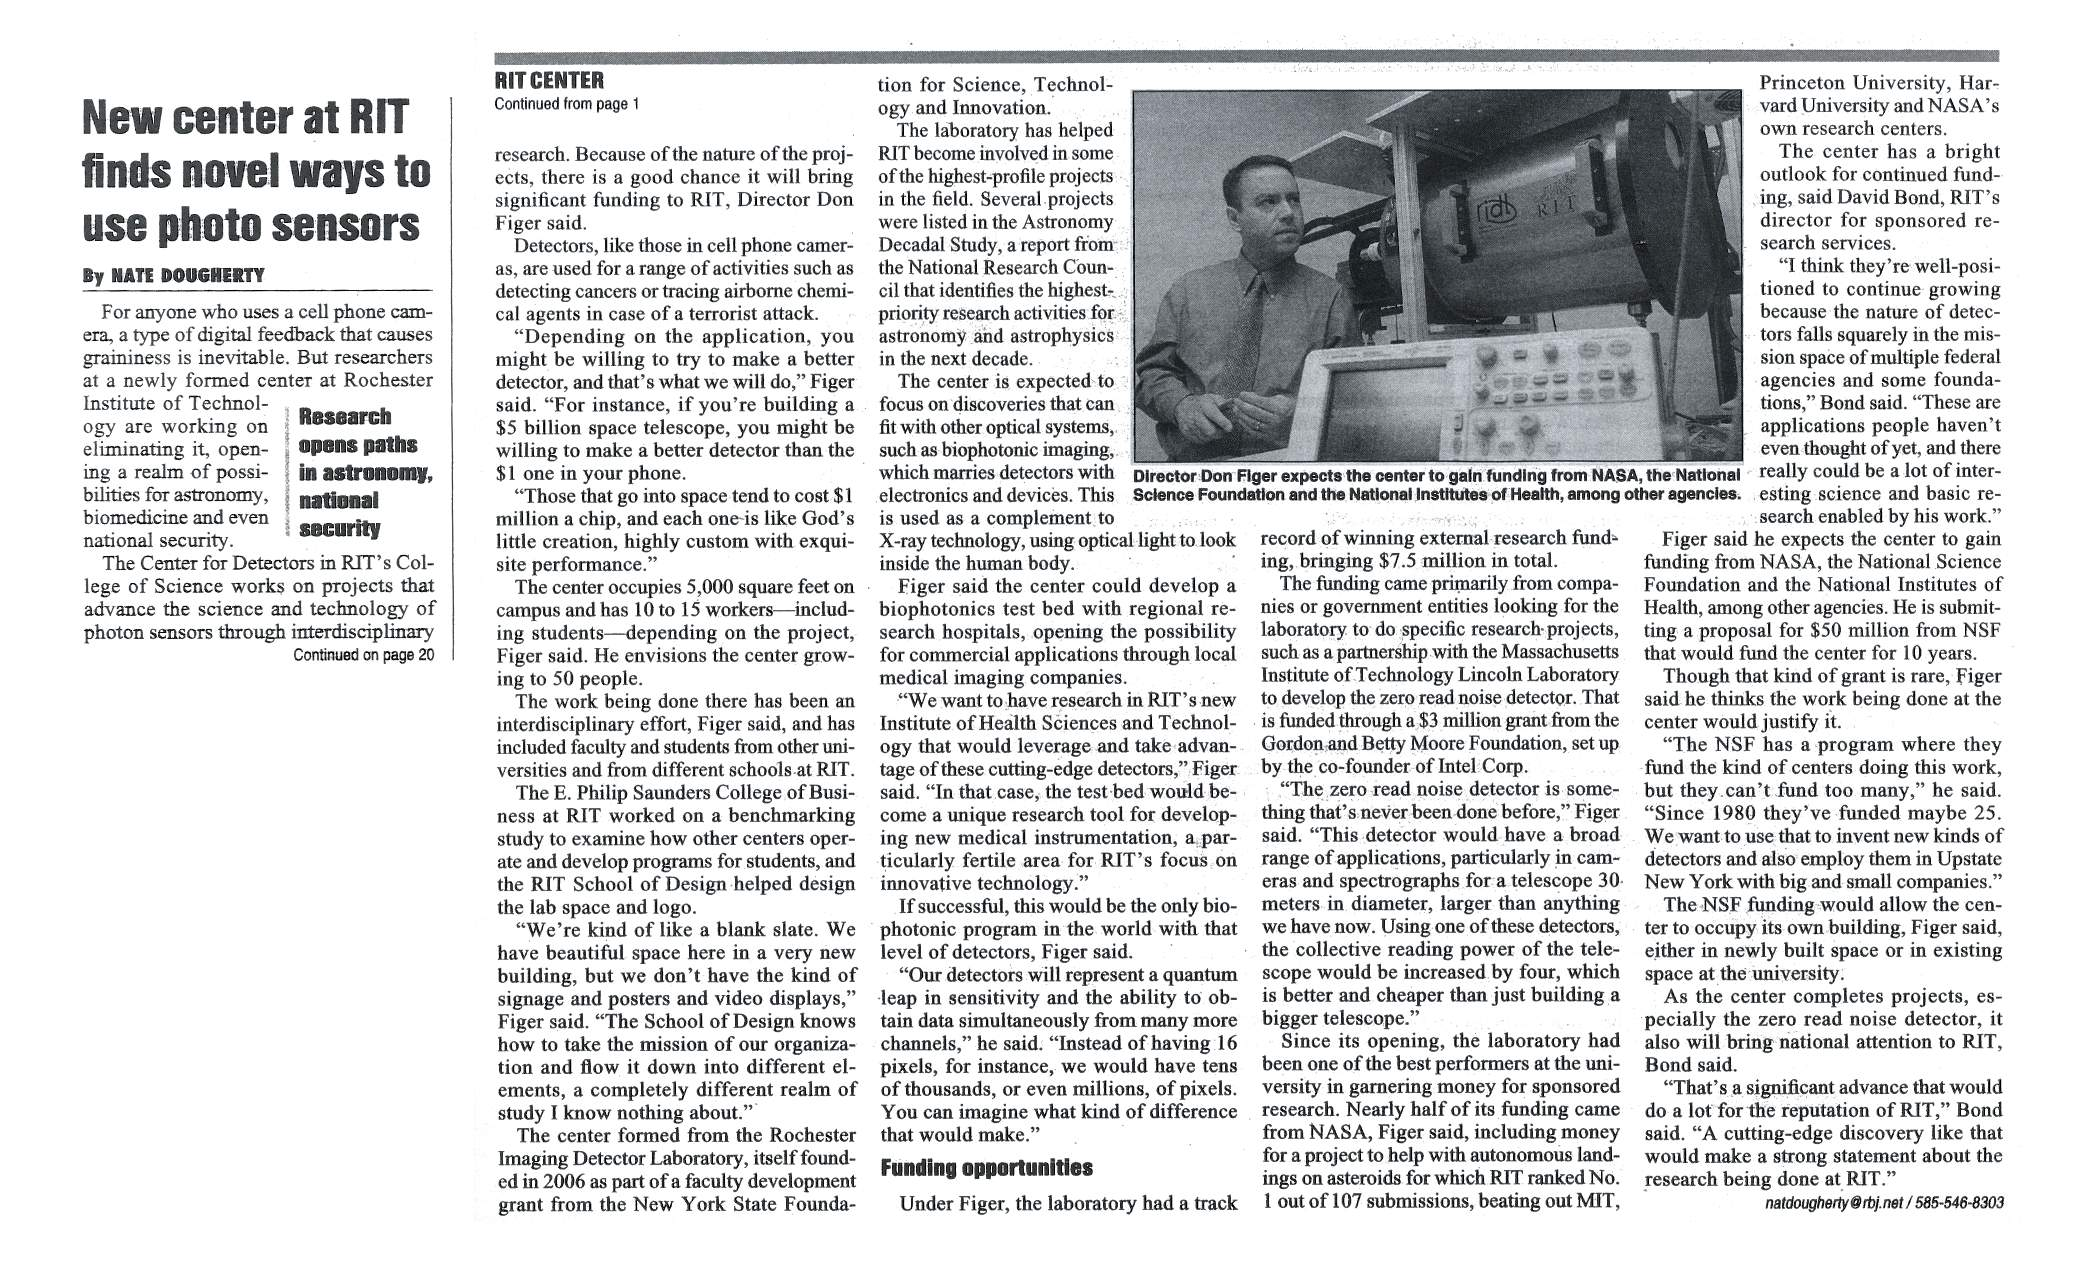 New center at RIT
finds novel ways to
use photo sensors
By NATE DOUGHERTY
For anyone who uses a cell phone cam-
era, a type of digital feedback that causes
graininess is inevitable. But researchers
at a newly formed center at Rochester
Institute of Technol-
ogy are working on
eliminating it, open-
ing a realm of possi-
bilities for astronomy,
biomedicine and even
national security.
Research
opens paths
in astronomy,
national
security
The Center for Detectors in RIT's Col-
lege of Science works on projects that
advance the science and technology of
photon sensors through interdisciplinary
Continued on page 20
RIT CENTER
Continued from page 1
research. Because of the nature of the proj-
ects, there is a good chance it will bring
significant funding to RIT, Director Don
Figer said.
Detectors, like those in cell phone camer-
as, are used for a range of activities such as
detecting cancers or tracing airborne chemi-
cal agents in case of a terrorist attack.
“Depending on the application, you
might be willing to try to make a better
detector, and that's what we will do,” Figer
said. “For instance, if you're building a
$5 billion space telescope, you might be
willing to make a better detector than the
$1 one in your phone.
“Those that go into space tend to cost $1
million a chip, and each one is like God's
little creation, highly custom with exqui-
site performance.”
The center occupies 5,000 square feet on
campus and has 10 to 15 workers—includ-
ing students—depending on the project,
Figer said. He envisions the center grow-
ing to 50 people.
The work being done there has been an
interdisciplinary effort, Figer said, and has
included faculty and students from other uni-
versities and from different schools at RIT.
The E. Philip Saunders College of Busi-
ness at RIT worked on a benchmarking
study to examine how other centers oper-
ate and develop programs for students, and
the RIT School of Design helped design
the lab space and logo.
“We're kind of like a blank slate. We
have beautiful space here in a very new
building, but we don't have the kind of
signage and posters and video displays,”
Figer said. “The School of Design knows
how to take the mission of our organiza-
tion and flow it down into different el-
ements, a completely different realm of
study I know nothing about.”
The center formed from the Rochester
Imaging Detector Laboratory, itself found-
ed in 2006 as part of a faculty development
grant from the New York State Founda-
tion for Science, Technol-
ogy and Innovation.
The laboratory has helped
RIT become involved in some
of the highest-profile projects
in the field. Several projects
were listed in the Astronomy
Decadal Study, a report from
the National Research Coun-
cil that identifies the highest-
priority research activities for
astronomy and astrophysics
in the next decade.
The center is expected to
focus on discoveries that can
fit with other optical systems,
such as biophotonic imaging,
which marries detectors with
electronics and devices. This
is used as a complement to
X-ray technology, using optical light to look
inside the human body.
Figer said the center could develop a
biophotonics test bed with regional re-
search hospitals, opening the possibility
for commercial applications through local
medical imaging companies.
“We want to have research in RIT's new
Institute of Health Sciences and Technol-
ogy that would leverage and take advan-
tage of these cutting-edge detectors,” Figer
said. “In that case, the test bed would be-
come a unique research tool for develop-
ing new medical instrumentation, a par-
ticularly fertile area for RIT's focus on
innovative technology.”
If successful, this would be the only bio-
photonic program in the world with that
level of detectors, Figer said.
“Our detectors will represent a quantum
leap in sensitivity and the ability to ob-
tain data simultaneously from many more
channels,” he said. “Instead of having 16
pixels, for instance, we would have tens
of thousands, or even millions, of pixels.
You can imagine what kind of difference
that would make.”
Funding opportunities
Under Figer, the laboratory had a track
ridl
RIT
Director Don Figer expects the center to gain funding from NASA, the National
Science Foundation and the National Institutes of Health, among other agencies.
record of winning external research fund-
ing, bringing $7.5 million in total.
The funding came primarily from compa-
nies or government entities looking for the
laboratory to do specific research projects,
such as a partnership with the Massachusetts
Institute of Technology Lincoln Laboratory
to develop the zero read noise detector. That
is funded through a $3 million grant from the
Gordon and Betty Moore Foundation, set up
by the co-founder of Intel Corp.
“The zero read noise detector is some-
thing that's never been done before,” Figer
said. “This detector would have a broad
range of applications, particularly in cam-
eras and spectrographs for a telescope 30
meters in diameter, larger than anything
we have now. Using one of these detectors,
the collective reading power of the tele-
scope would be increased by four, which
is better and cheaper than just building a
bigger telescope.”
Since its opening, the laboratory had
been one of the best performers at the uni-
versity in garnering money for sponsored
research. Nearly half of its funding came
from NASA, Figer said, including money
for a project to help with autonomous land-
ings on asteroids for which RIT ranked No.
1 out of 107 submissions, beating out MIT,
Princeton University, Har-
vard University and NASA's
own research centers.
The center has a bright
outlook for continued fund-
ing, said David Bond, RIT's
director for sponsored re-
search services.
“I think they're well-posi-
tioned to continue growing
because the nature of detec-
tors falls squarely in the mis-
sion space of multiple federal
agencies and some founda-
tions,” Bond said. “These are
applications people haven't
even thought of yet, and there
really could be a lot of inter-
esting science and basic re-
search enabled by his work.”
Figer said he expects the center to gain
funding from NASA, the National Science
Foundation and the National Institutes of
Health, among other agencies. He is submit-
ting a proposal for $50 million from NSF
that would fund the center for 10 years.
Though that kind of grant is rare, Figer
said he thinks the work being done at the
center would justify it.
“The NSF has a program where they
fund the kind of centers doing this work,
but they can't fund too many,” he said.
“Since 1980 they've funded maybe 25.
We want to use that to invent new kinds of
detectors and also employ them in Upstate
New York with big and small companies.”
The NSF funding would allow the cen-
ter to occupy its own building, Figer said,
either in newly built space or in existing
space at the university.
As the center completes projects, es-
pecially the zero read noise detector, it
also will bring national attention to RIT,
Bond said.
“That's a significant advance that would
do a lot for the reputation of RIT,” Bond
said. “A cutting-edge discovery like that
would make a strong statement about the
research being done at RIT.”
natdougherty@rbj.net / 585-546-8303